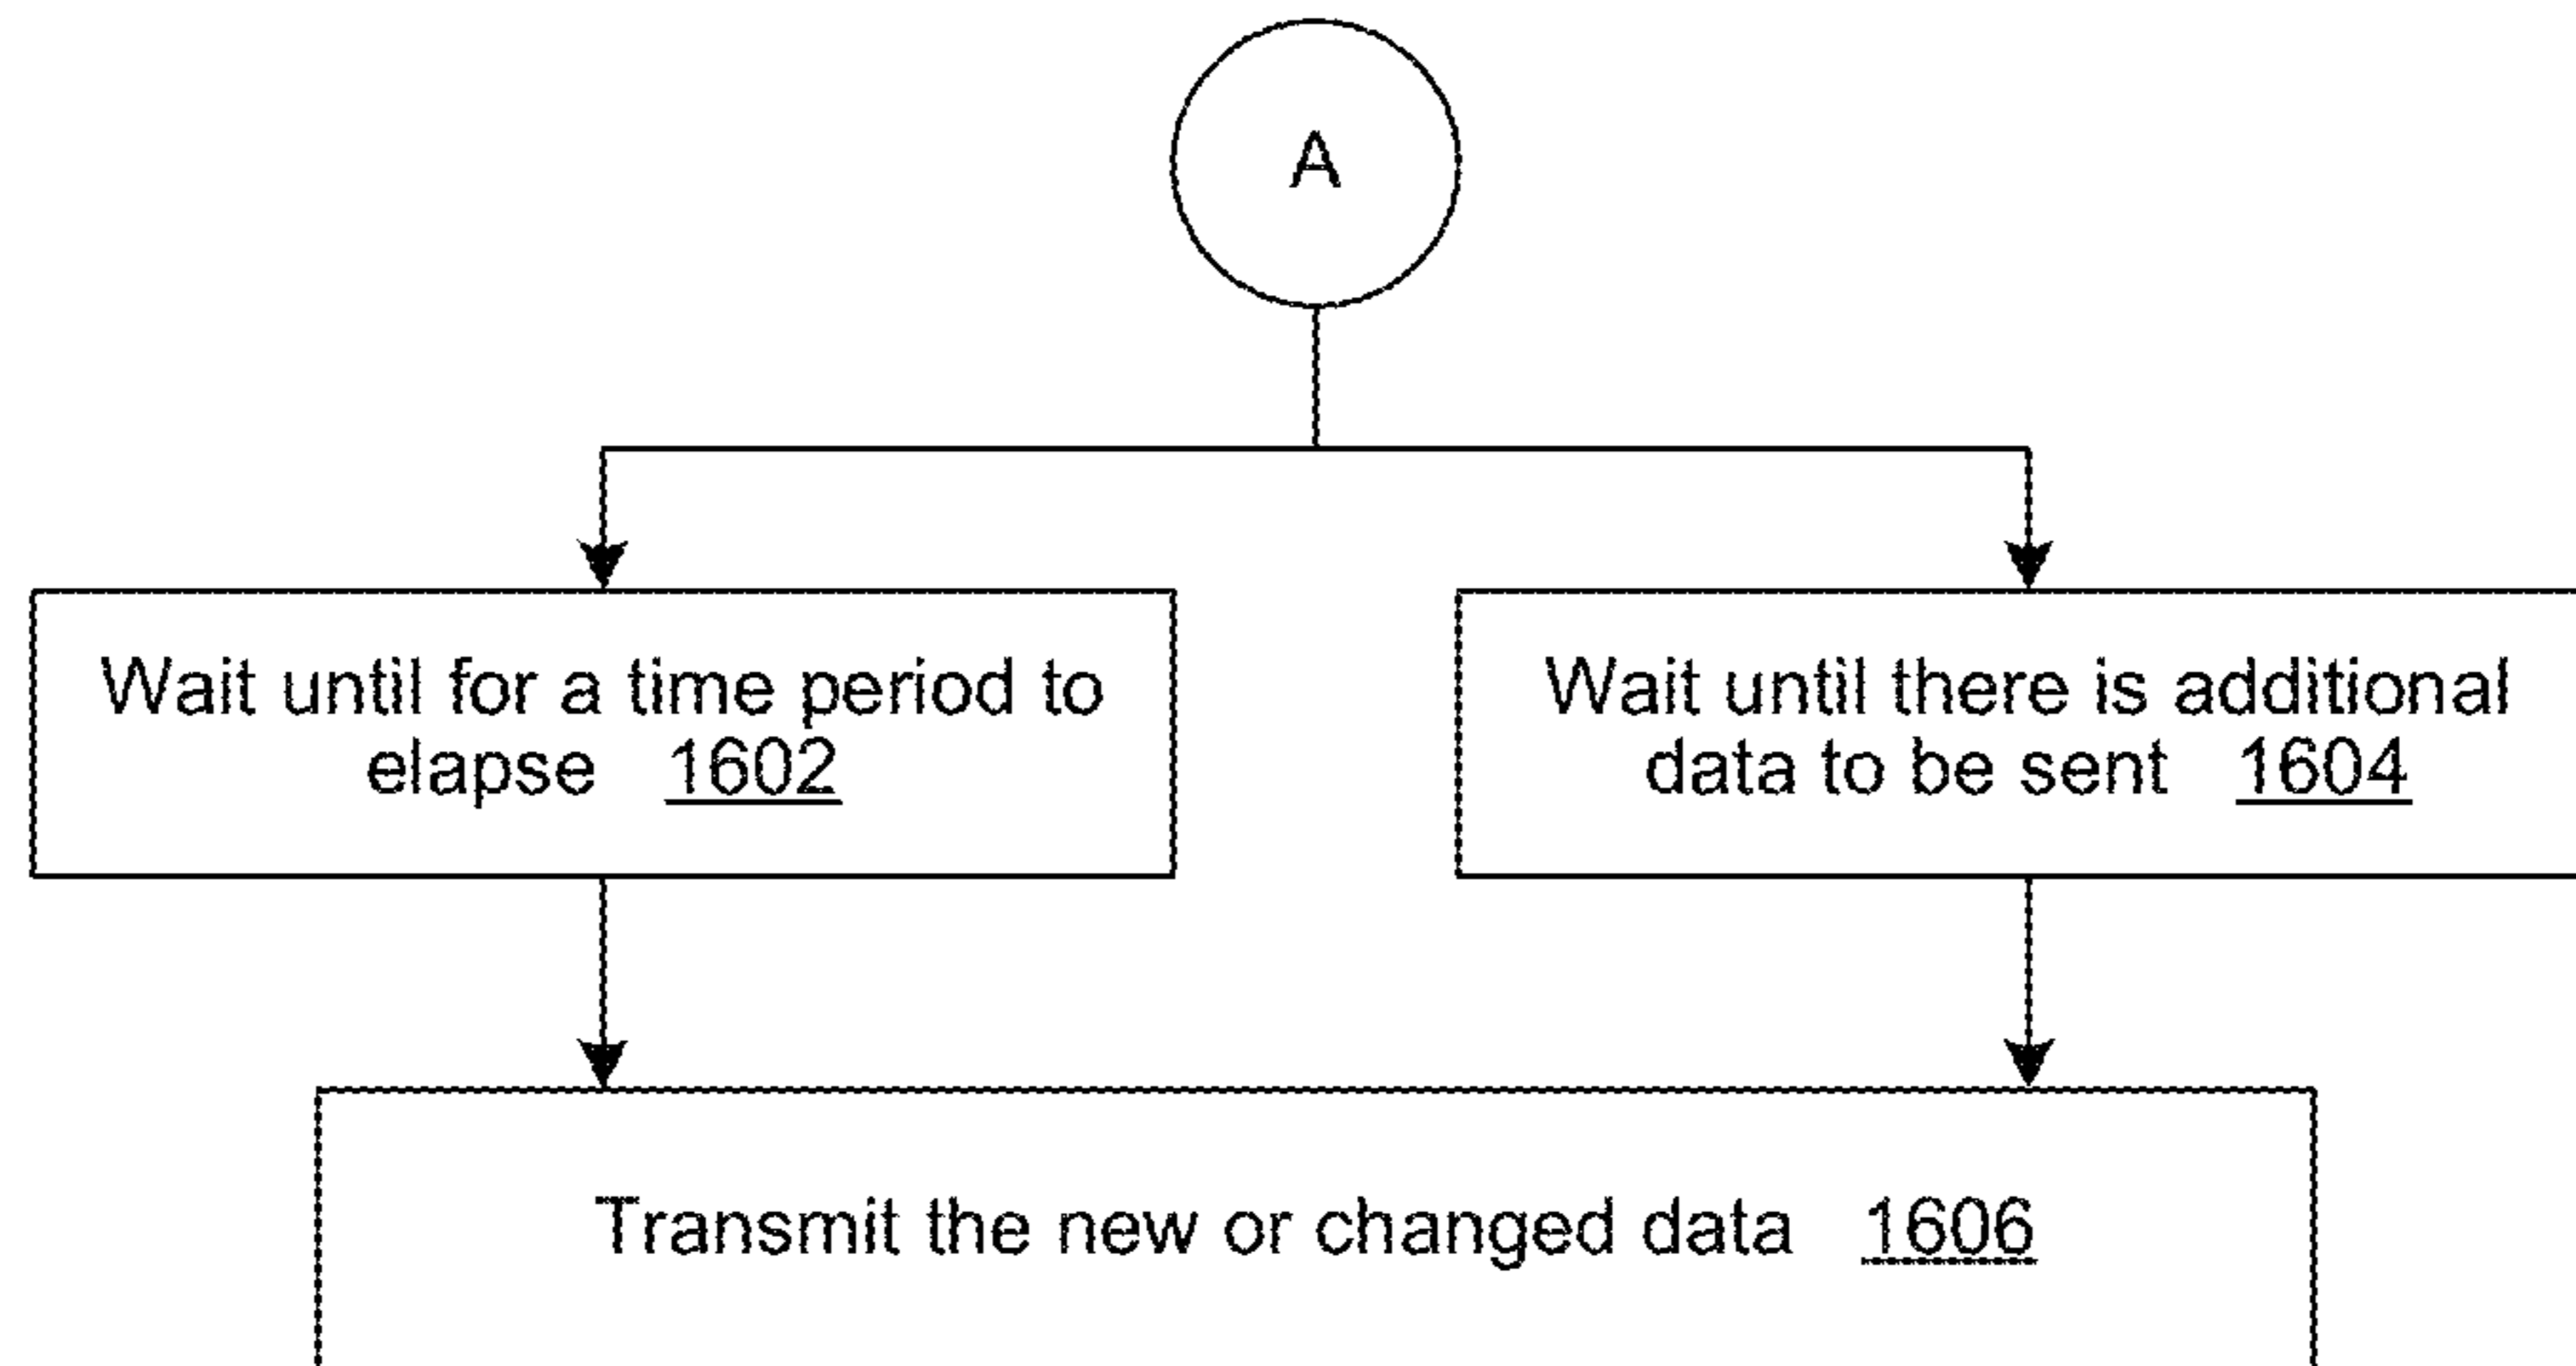 A
Wait until for a time period to
elapse 1602
Wait until there is additional
data to be sent 1604
Transmit the new or changed data 1606